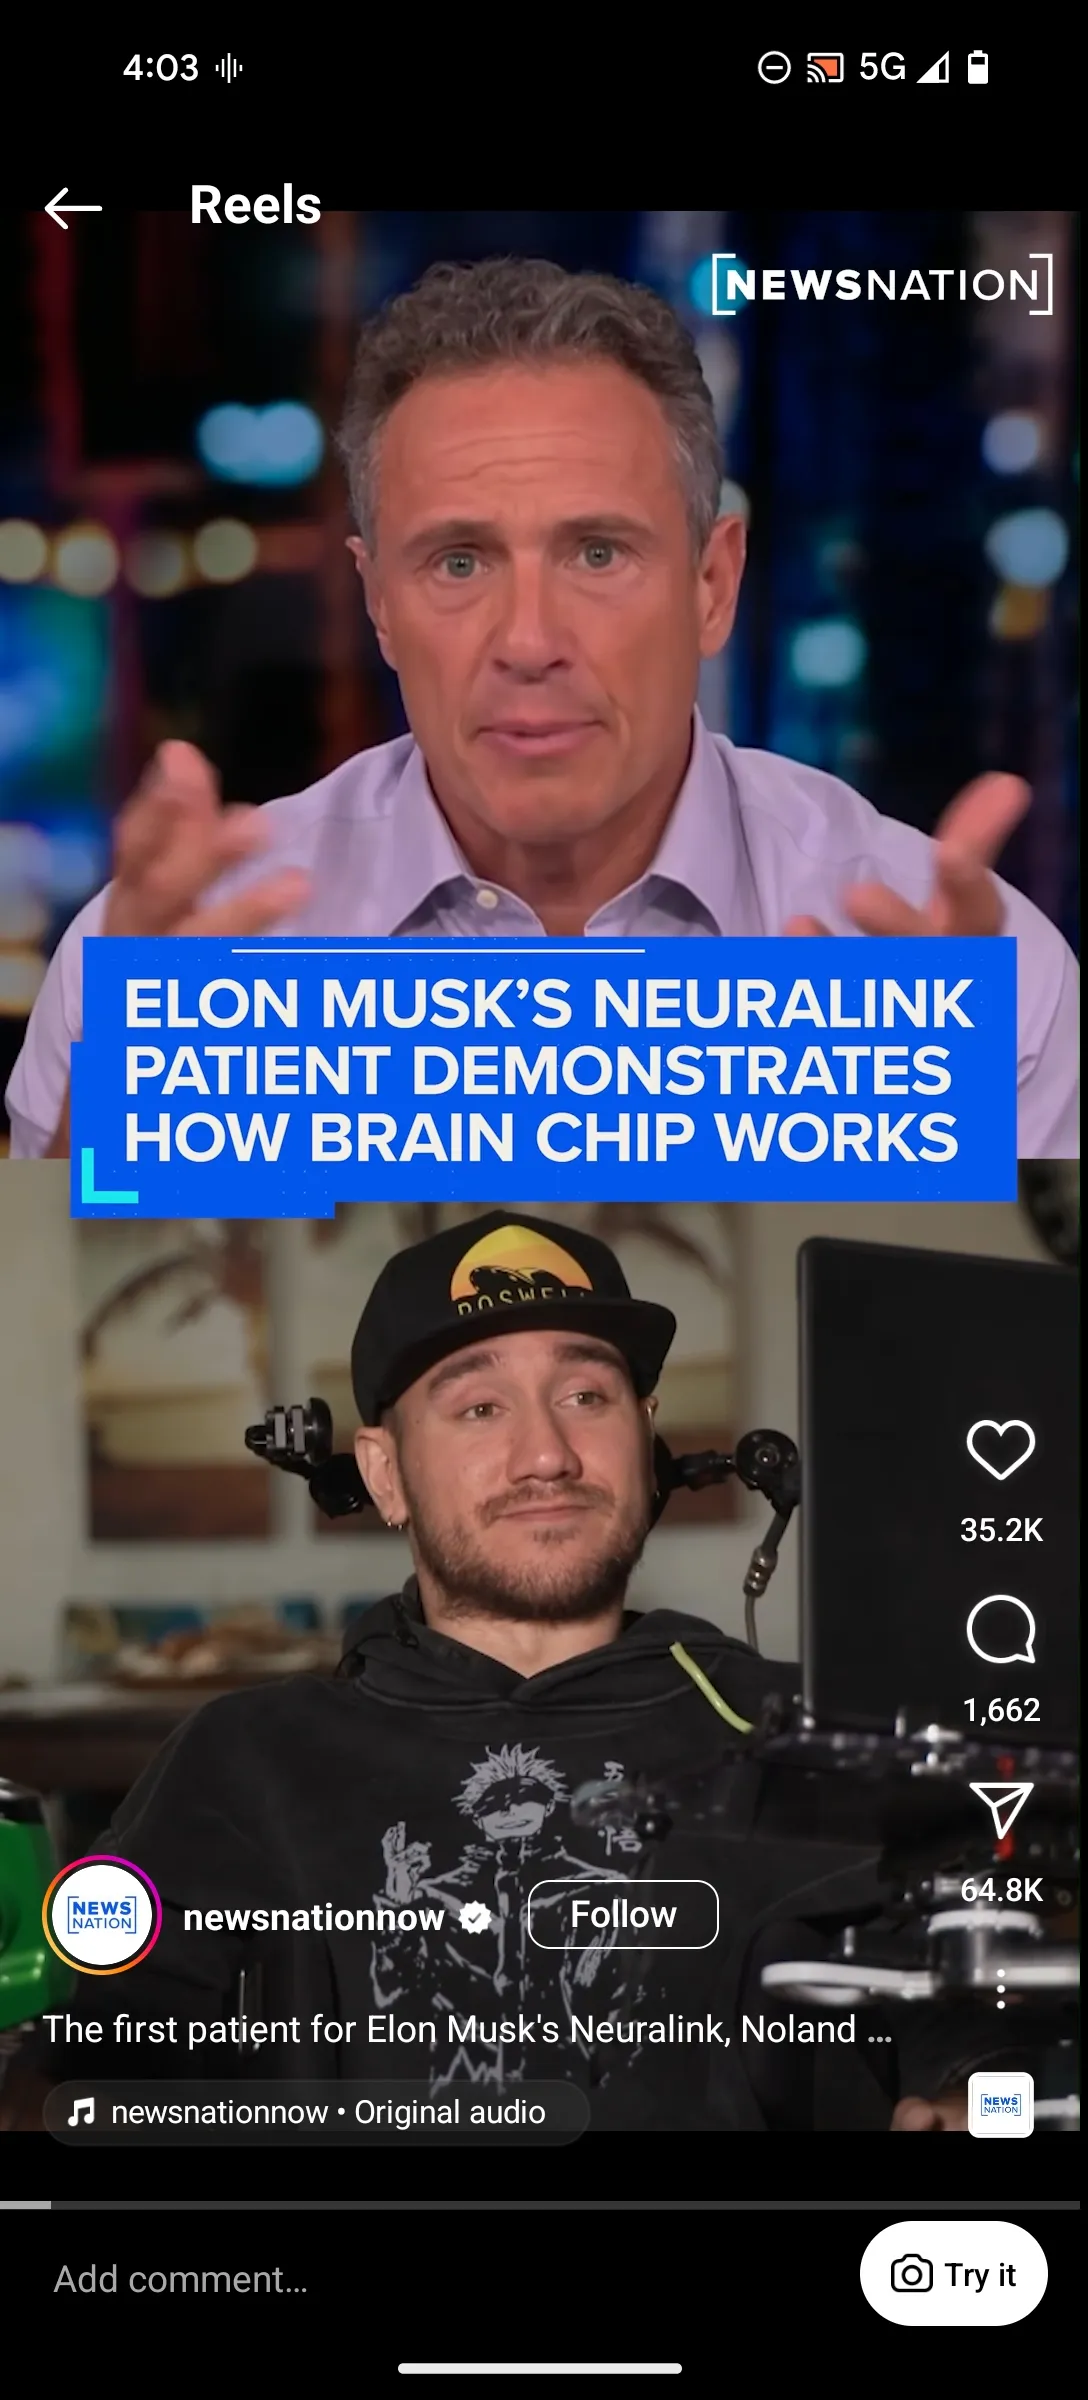 4:03
5G
Reels
[NEWSNATION]
ELON MUSK’S NEURALINK
PATIENT DEMONSTRATES
HOW BRAIN CHIP WORKS
ROSWELL
35.2K
1,662
五
悟
64.8K
NEWS
NATION
newsnationnow
Follow
The first patient for Elon Musk's Neuralink, Noland ...
newsnationnow • Original audio
NEWS
NATION
Add comment...
Try it